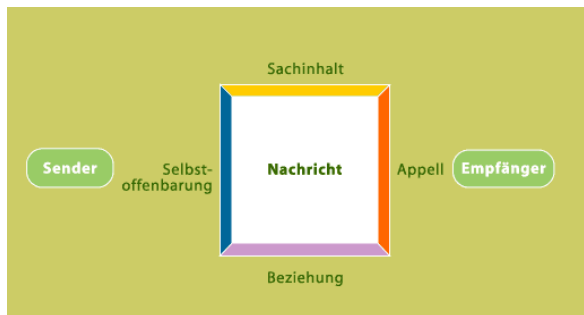 Sachinhalt
Sender
Selbst-
offenbarung
Nachricht
Appell
Empfänger
Beziehung